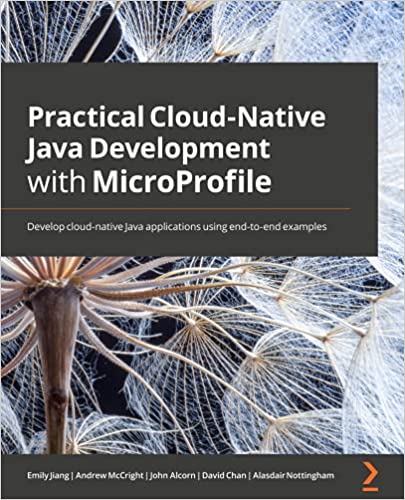 Practical Cloud-Native
Java Development
with MicroProfile
Develop cloud-native Java applications using end-to-end examples
Emily Jiang | Andrew McCright | John Alcorn | David Chan | Alasdair Nottingham